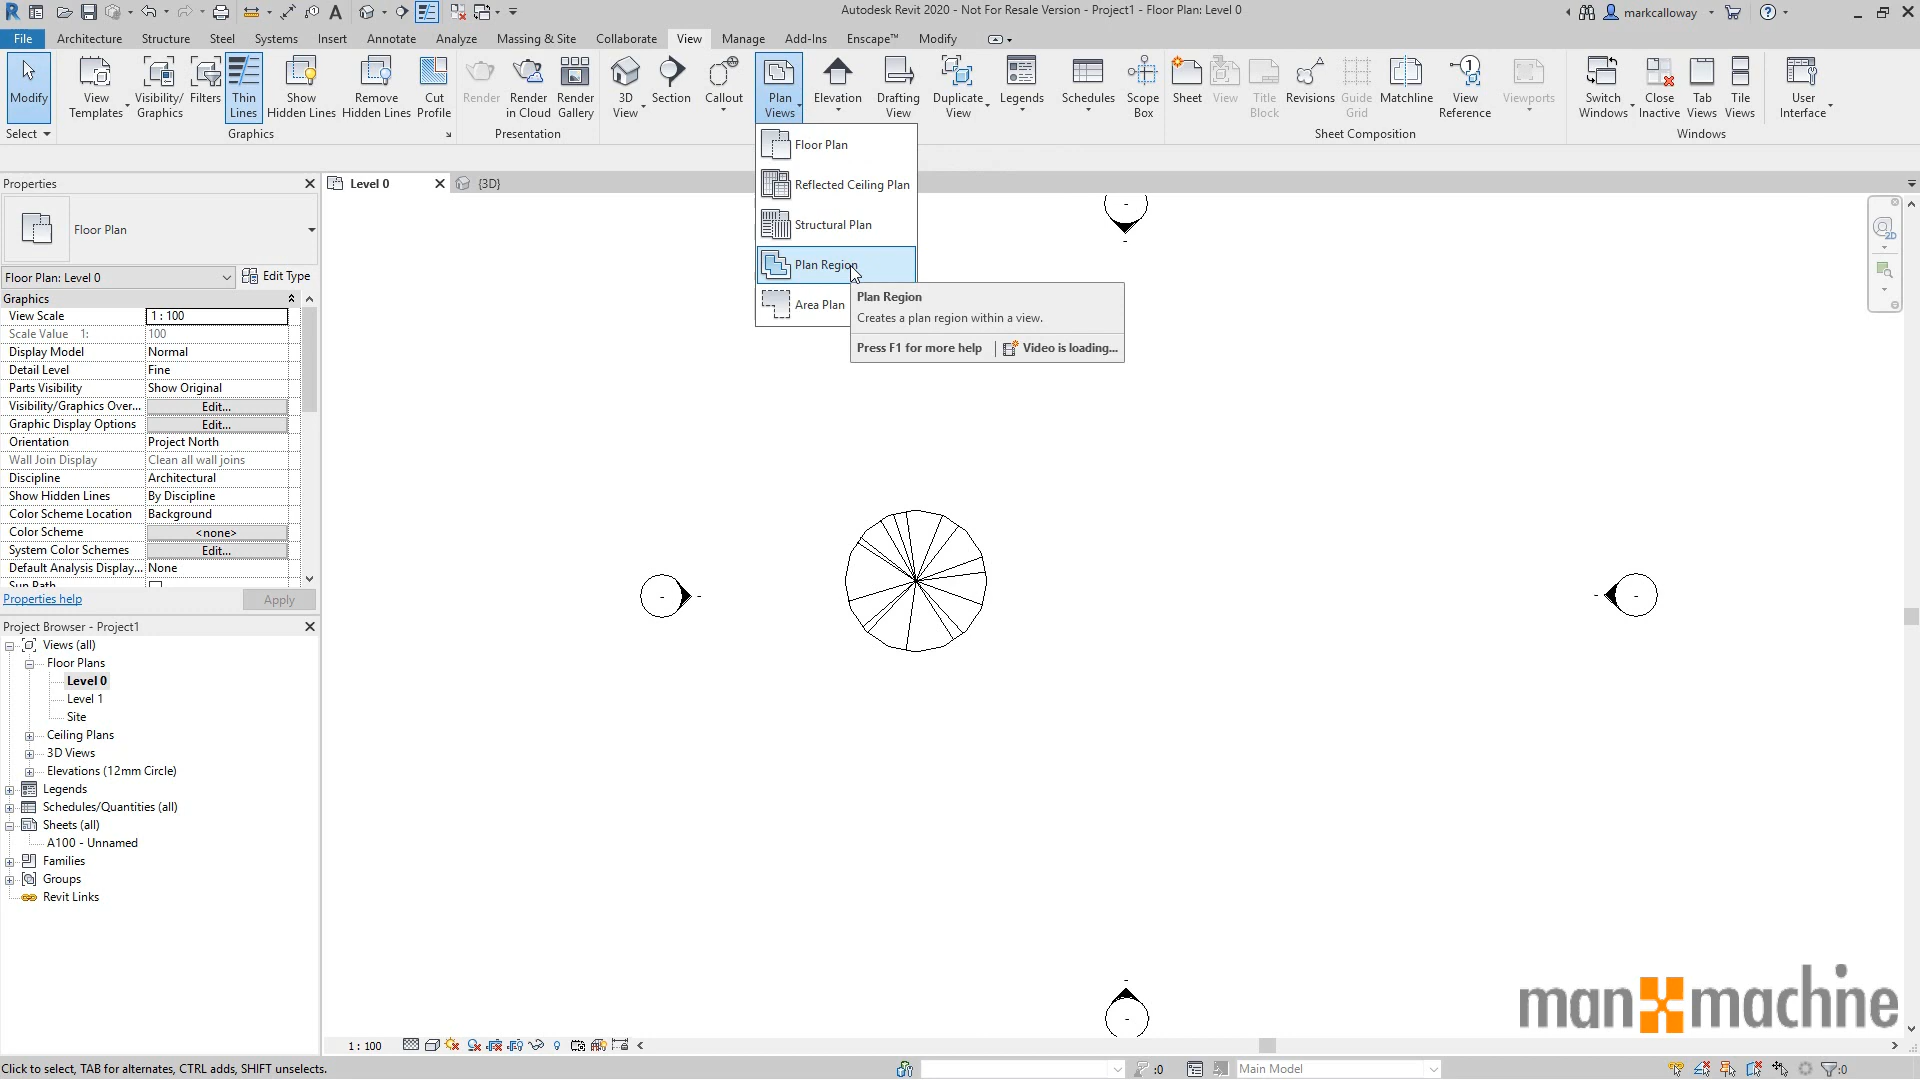 Autodesk Revit 2020 - Not For Resale Version - Project1 - Floor Plan: Level 0
markcalloway
File Architecture Structure Steel Systems Insert Annotate Analyze Massing & Site Collaborate View Manage Add-Ins Enscape™ Modify
Modify
View Templates
Visibility/ Graphics
Filters
Thin Lines
Show Hidden Lines
Remove Hidden Lines
Cut Profile
Render
Render in Cloud
Render Gallery
3D View
Section
Callout
Plan Views
Elevation
Drafting View
Duplicate View
Legends
Schedules
Scope Box
Sheet
View
Title Block
Revisions
Guide Grid
Matchline
View Reference
Viewports
Switch Windows
Close Inactive
Tab Views
Tile Views
User Interface
Select
Graphics
Presentation
Sheet Composition
Windows
Floor Plan
Reflected Ceiling Plan
Structural Plan
Plan Region
Area Plan
Plan Region
Creates a plan region within a view.
Press F1 for more help
Video is loading...
Level 0
{3D}
Properties
Floor Plan
Floor Plan: Level 0
Edit Type
Graphics
View Scale 1 : 100
Scale Value 1: 100
Display Model Normal
Detail Level Fine
Parts Visibility Show Original
Visibility/Graphics Over... Edit...
Graphic Display Options Edit...
Orientation Project North
Wall Join Display Clean all wall joins
Discipline Architectural
Show Hidden Lines By Discipline
Color Scheme Location Background
Color Scheme <none>
System Color Schemes Edit...
Default Analysis Display... None
Sun Path
Properties help
Apply
Project Browser - Project1
Views (all)
Floor Plans
Level 0
Level 1
Site
Ceiling Plans
3D Views
Elevations (12mm Circle)
Legends
Schedules/Quantities (all)
Sheets (all)
A100 - Unnamed
Families
Groups
Revit Links
2D
manxmachine
1 : 100
Click to select, TAB for alternates, CTRL adds, SHIFT unselects.
:0
Main Model
:0